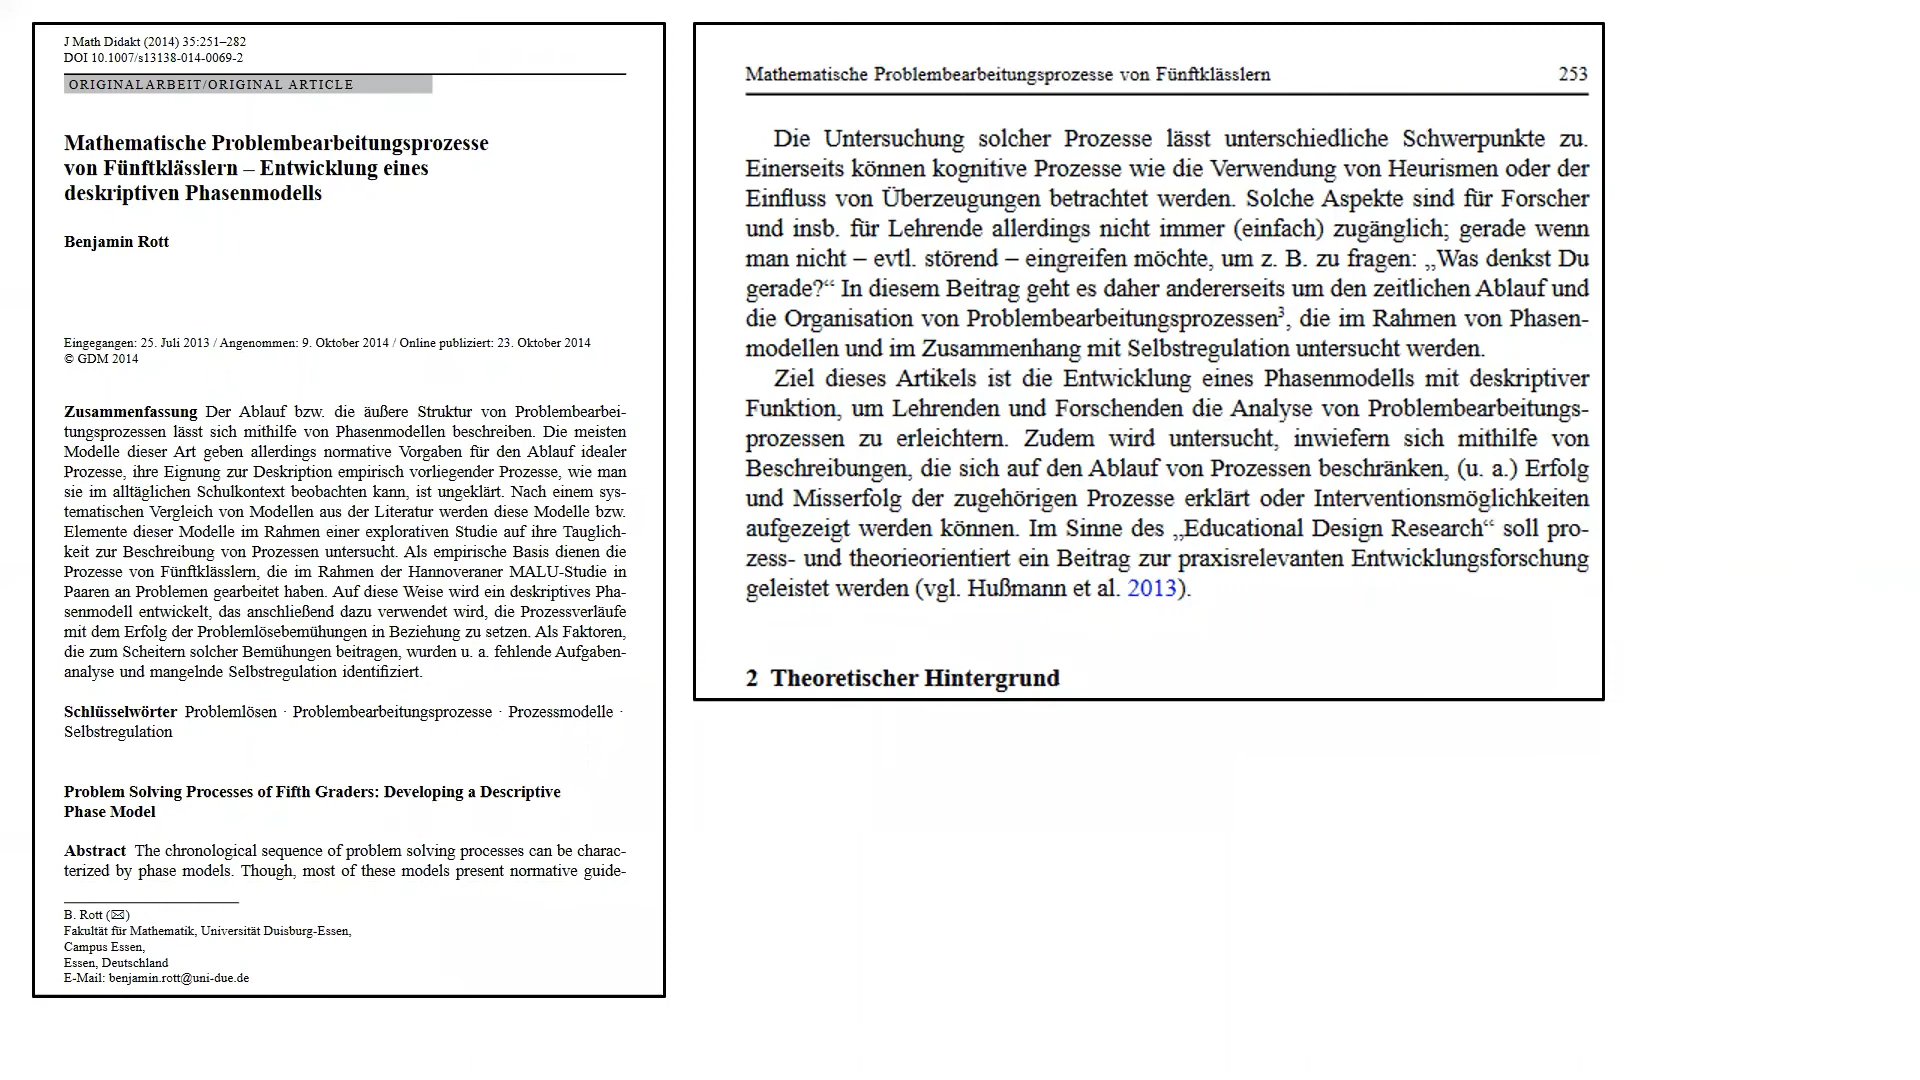 J Math Didakt (2014) 35:251–282
DOI 10.1007/s13138-014-0069-2
ORIGINALARBEIT/ORIGINAL ARTICLE
Mathematische Problembearbeitungsprozesse
von Fünftklässlern – Entwicklung eines
deskriptiven Phasenmodells
Benjamin Rott
Eingegangen: 25. Juli 2013 / Angenommen: 9. Oktober 2014 / Online publiziert: 23. Oktober 2014
© GDM 2014
Zusammenfassung Der Ablauf bzw. die äußere Struktur von Problembearbei-
tungsprozessen lässt sich mithilfe von Phasenmodellen beschreiben. Die meisten
Modelle dieser Art geben allerdings normative Vorgaben für den Ablauf idealer
Prozesse, ihre Eignung zur Deskription empirisch vorliegender Prozesse, wie man
sie im alltäglichen Schulkontext beobachten kann, ist ungeklärt. Nach einem sys-
tematischen Vergleich von Modellen aus der Literatur werden diese Modelle bzw.
Elemente dieser Modelle im Rahmen einer explorativen Studie auf ihre Tauglich-
keit zur Beschreibung von Prozessen untersucht. Als empirische Basis dienen die
Prozesse von Fünftklässlern, die im Rahmen der Hannoveraner MALU-Studie in
Paaren an Problemen gearbeitet haben. Auf diese Weise wird ein deskriptives Pha-
senmodell entwickelt, das anschließend dazu verwendet wird, die Prozessverläufe
mit dem Erfolg der Problemlösebemühungen in Beziehung zu setzen. Als Faktoren,
die zum Scheitern solcher Bemühungen beitragen, wurden u. a. fehlende Aufgaben-
analyse und mangelnde Selbstregulation identifiziert.
Schlüsselwörter Problemlösen · Problembearbeitungsprozesse · Prozessmodelle ·
Selbstregulation
Problem Solving Processes of Fifth Graders: Developing a Descriptive
Phase Model
Abstract The chronological sequence of problem solving processes can be charac-
terized by phase models. Though, most of these models present normative guide-
B. Rott (✉)
Fakultät für Mathematik, Universität Duisburg-Essen,
Campus Essen,
Essen, Deutschland
E-Mail: benjamin.rott@uni-due.de
Mathematische Problembearbeitungsprozesse von Fünftklässlern 253
Die Untersuchung solcher Prozesse lässt unterschiedliche Schwerpunkte zu.
Einerseits können kognitive Prozesse wie die Verwendung von Heurismen oder der
Einfluss von Überzeugungen betrachtet werden. Solche Aspekte sind für Forscher
und insb. für Lehrende allerdings nicht immer (einfach) zugänglich; gerade wenn
man nicht – evtl. störend – eingreifen möchte, um z. B. zu fragen: „Was denkst Du
gerade?“ In diesem Beitrag geht es daher andererseits um den zeitlichen Ablauf und
die Organisation von Problembearbeitungsprozessen³, die im Rahmen von Phasen-
modellen und im Zusammenhang mit Selbstregulation untersucht werden.
Ziel dieses Artikels ist die Entwicklung eines Phasenmodells mit deskriptiver
Funktion, um Lehrenden und Forschenden die Analyse von Problembearbeitungs-
prozessen zu erleichtern. Zudem wird untersucht, inwiefern sich mithilfe von
Beschreibungen, die sich auf den Ablauf von Prozessen beschränken, (u. a.) Erfolg
und Misserfolg der zugehörigen Prozesse erklärt oder Interventionsmöglichkeiten
aufgezeigt werden können. Im Sinne des „Educational Design Research“ soll pro-
zess- und theorieorientiert ein Beitrag zur praxisrelevanten Entwicklungsforschung
geleistet werden (vgl. Hußmann et al. 2013).
2 Theoretischer Hintergrund